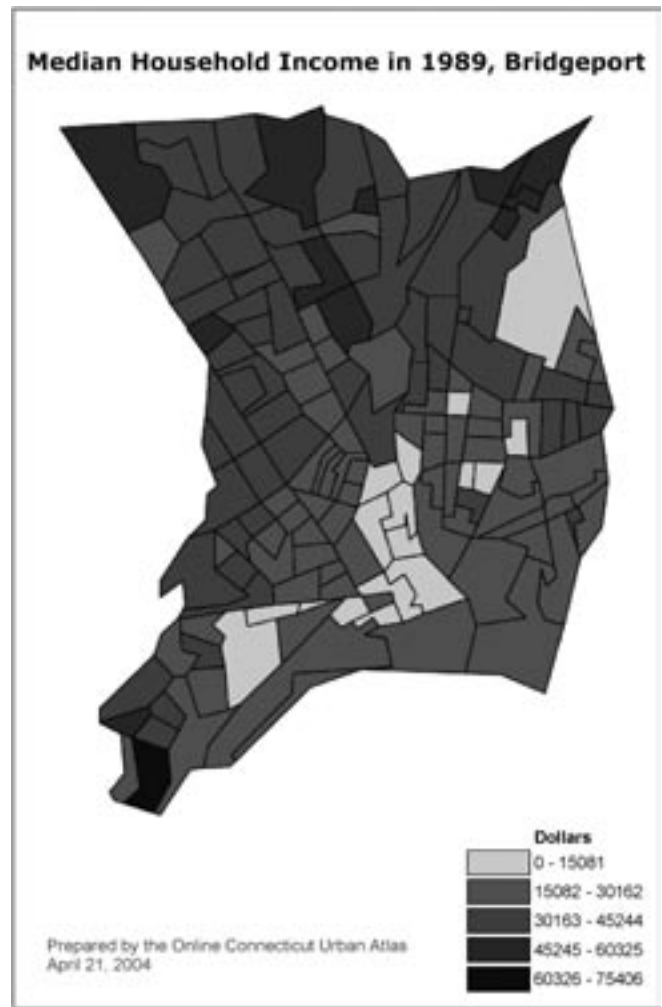 Median Household Income in 1989, Bridgeport
Dollars
0 - 15081
15082 - 30162
30163 - 45244
45245 - 60325
60326 - 75406
Prepared by the Online Connecticut Urban Atlas
April 21, 2004